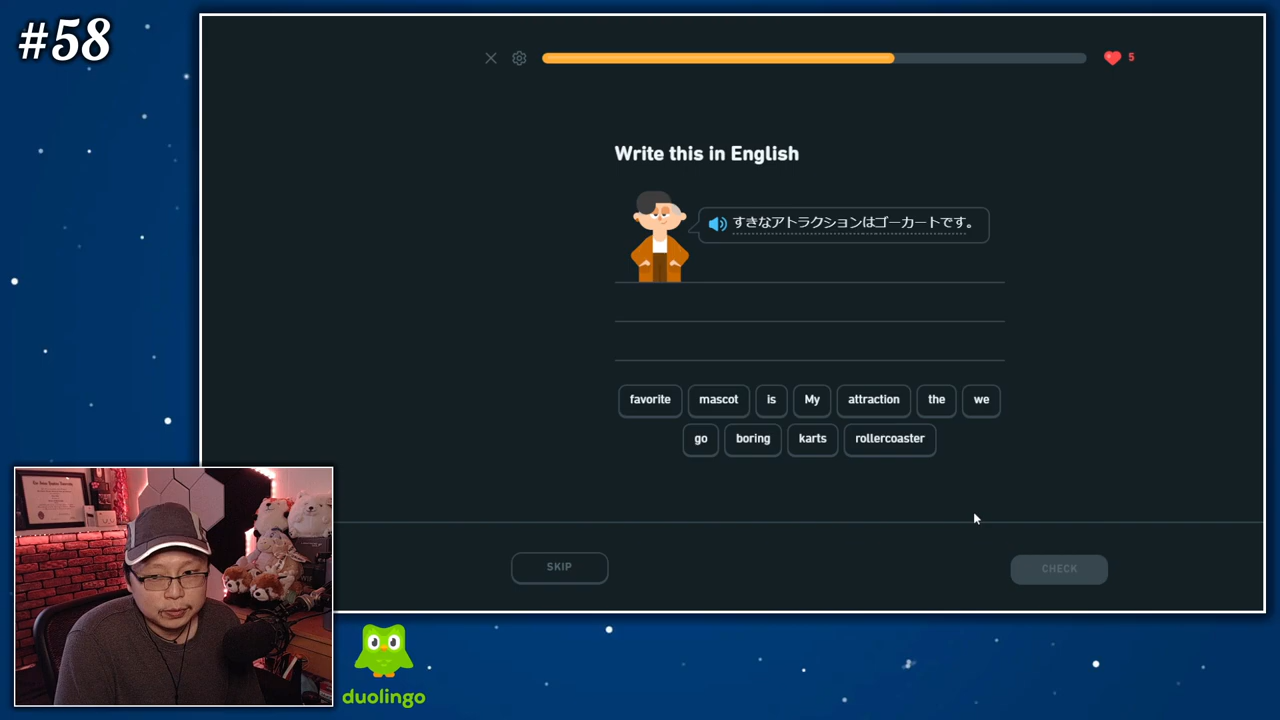 #58
5
Write this in English
すきなアトラクションはゴーカートです。
favorite mascot is My attraction the we
go boring karts rollercoaster
SKIP
CHECK
duolingo